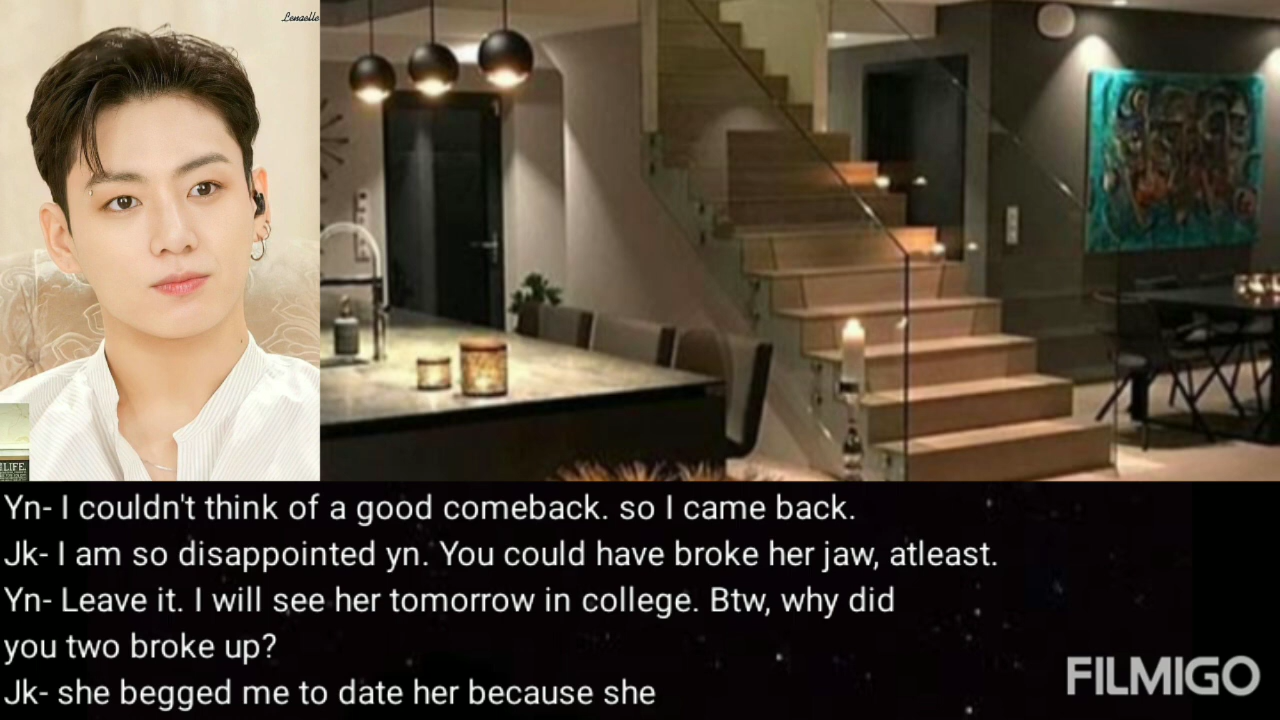 Lenaelle
ILIFE.
Yn- I couldn't think of a good comeback. so I came back.
Jk- I am so disappointed yn. You could have broke her jaw, atleast.
Yn- Leave it. I will see her tomorrow in college. Btw, why did
you two broke up?
Jk- she begged me to date her because she
FILMIGO